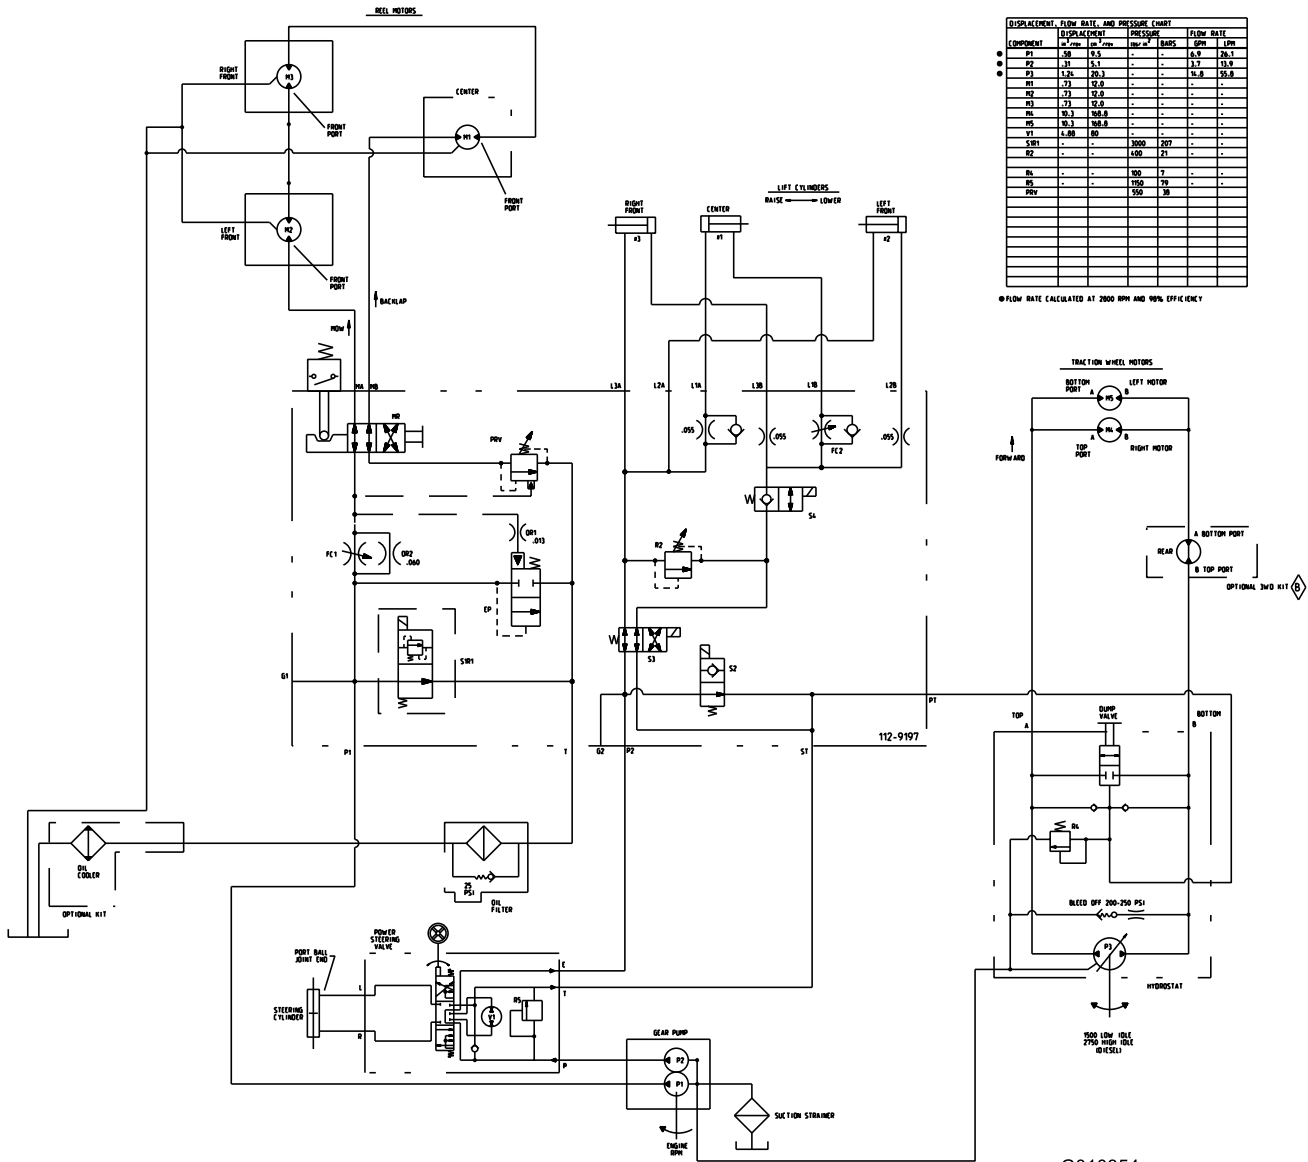 REEL MOTORS
RIGHT FRONT
M3
FRONT PORT
CENTER
M1
FRONT PORT
LEFT FRONT
M2
FRONT PORT
BACKLAP
MOW
DISPLACEMENT, FLOW RATE, AND PRESSURE CHART
DISPLACEMENT PRESSURE FLOW RATE
COMPONENT BARS GPM LPM
P1 .58 9.5 - - 6.9 26.1
P2 .31 5.1 - - 3.7 13.9
P3 1.24 20.3 - - 14.8 55.8
M1 .73 12.0 - - - -
M2 .73 12.0 - - - -
M3 .73 12.0 - - - -
M4 10.3 168.8 - - - -
M5 10.3 168.8 - - - -
V1 4.88 80 - - - -
S1R1 - - 3000 207 - -
R2 - - 400 21 - -
R4 - - 100 7 - -
R5 - - 1150 79 - -
PRV 550 38
FLOW RATE CALCULATED AT 2800 RPM AND 98% EFFICIENCY
LIFT CYLINDERS
RAISE LOWER
RIGHT FRONT
#3
CENTER
#1
LEFT FRONT
#2
MA MB
L3A L2A L1A L3B L1B L2B
MR
PRV
.055
.055
FC2
.055
S4
FC1
OR2
.060
OR1
.013
EP
R2
S1R1
S3
S2
G1
P1
T
G2
P2
ST
PT
112-9197
TRACTION WHEEL MOTORS
BOTTOM PORT
A
M5
B
LEFT MOTOR
FORWARD
TOP PORT
A
M4
B
RIGHT MOTOR
A BOTTOM PORT
REAR
B TOP PORT
OPTIONAL 3WD KIT
B
TOP
A
DUMP VALVE
BOTTOM
B
R4
BLEED OFF 200-250 PSI
P3
HYDROSTAT
1500 LOW IDLE
2750 HIGH IDLE
(DIESEL)
OIL COOLER
OPTIONAL KIT
25 PSI
OIL FILTER
POWER STEERING VALVE
PORT BALL JOINT END
STEERING CYLINDER
L
R
V1
R5
E
T
P
GEAR PUMP
P2
P1
ENGINE RPM
SUCTION STRAINER